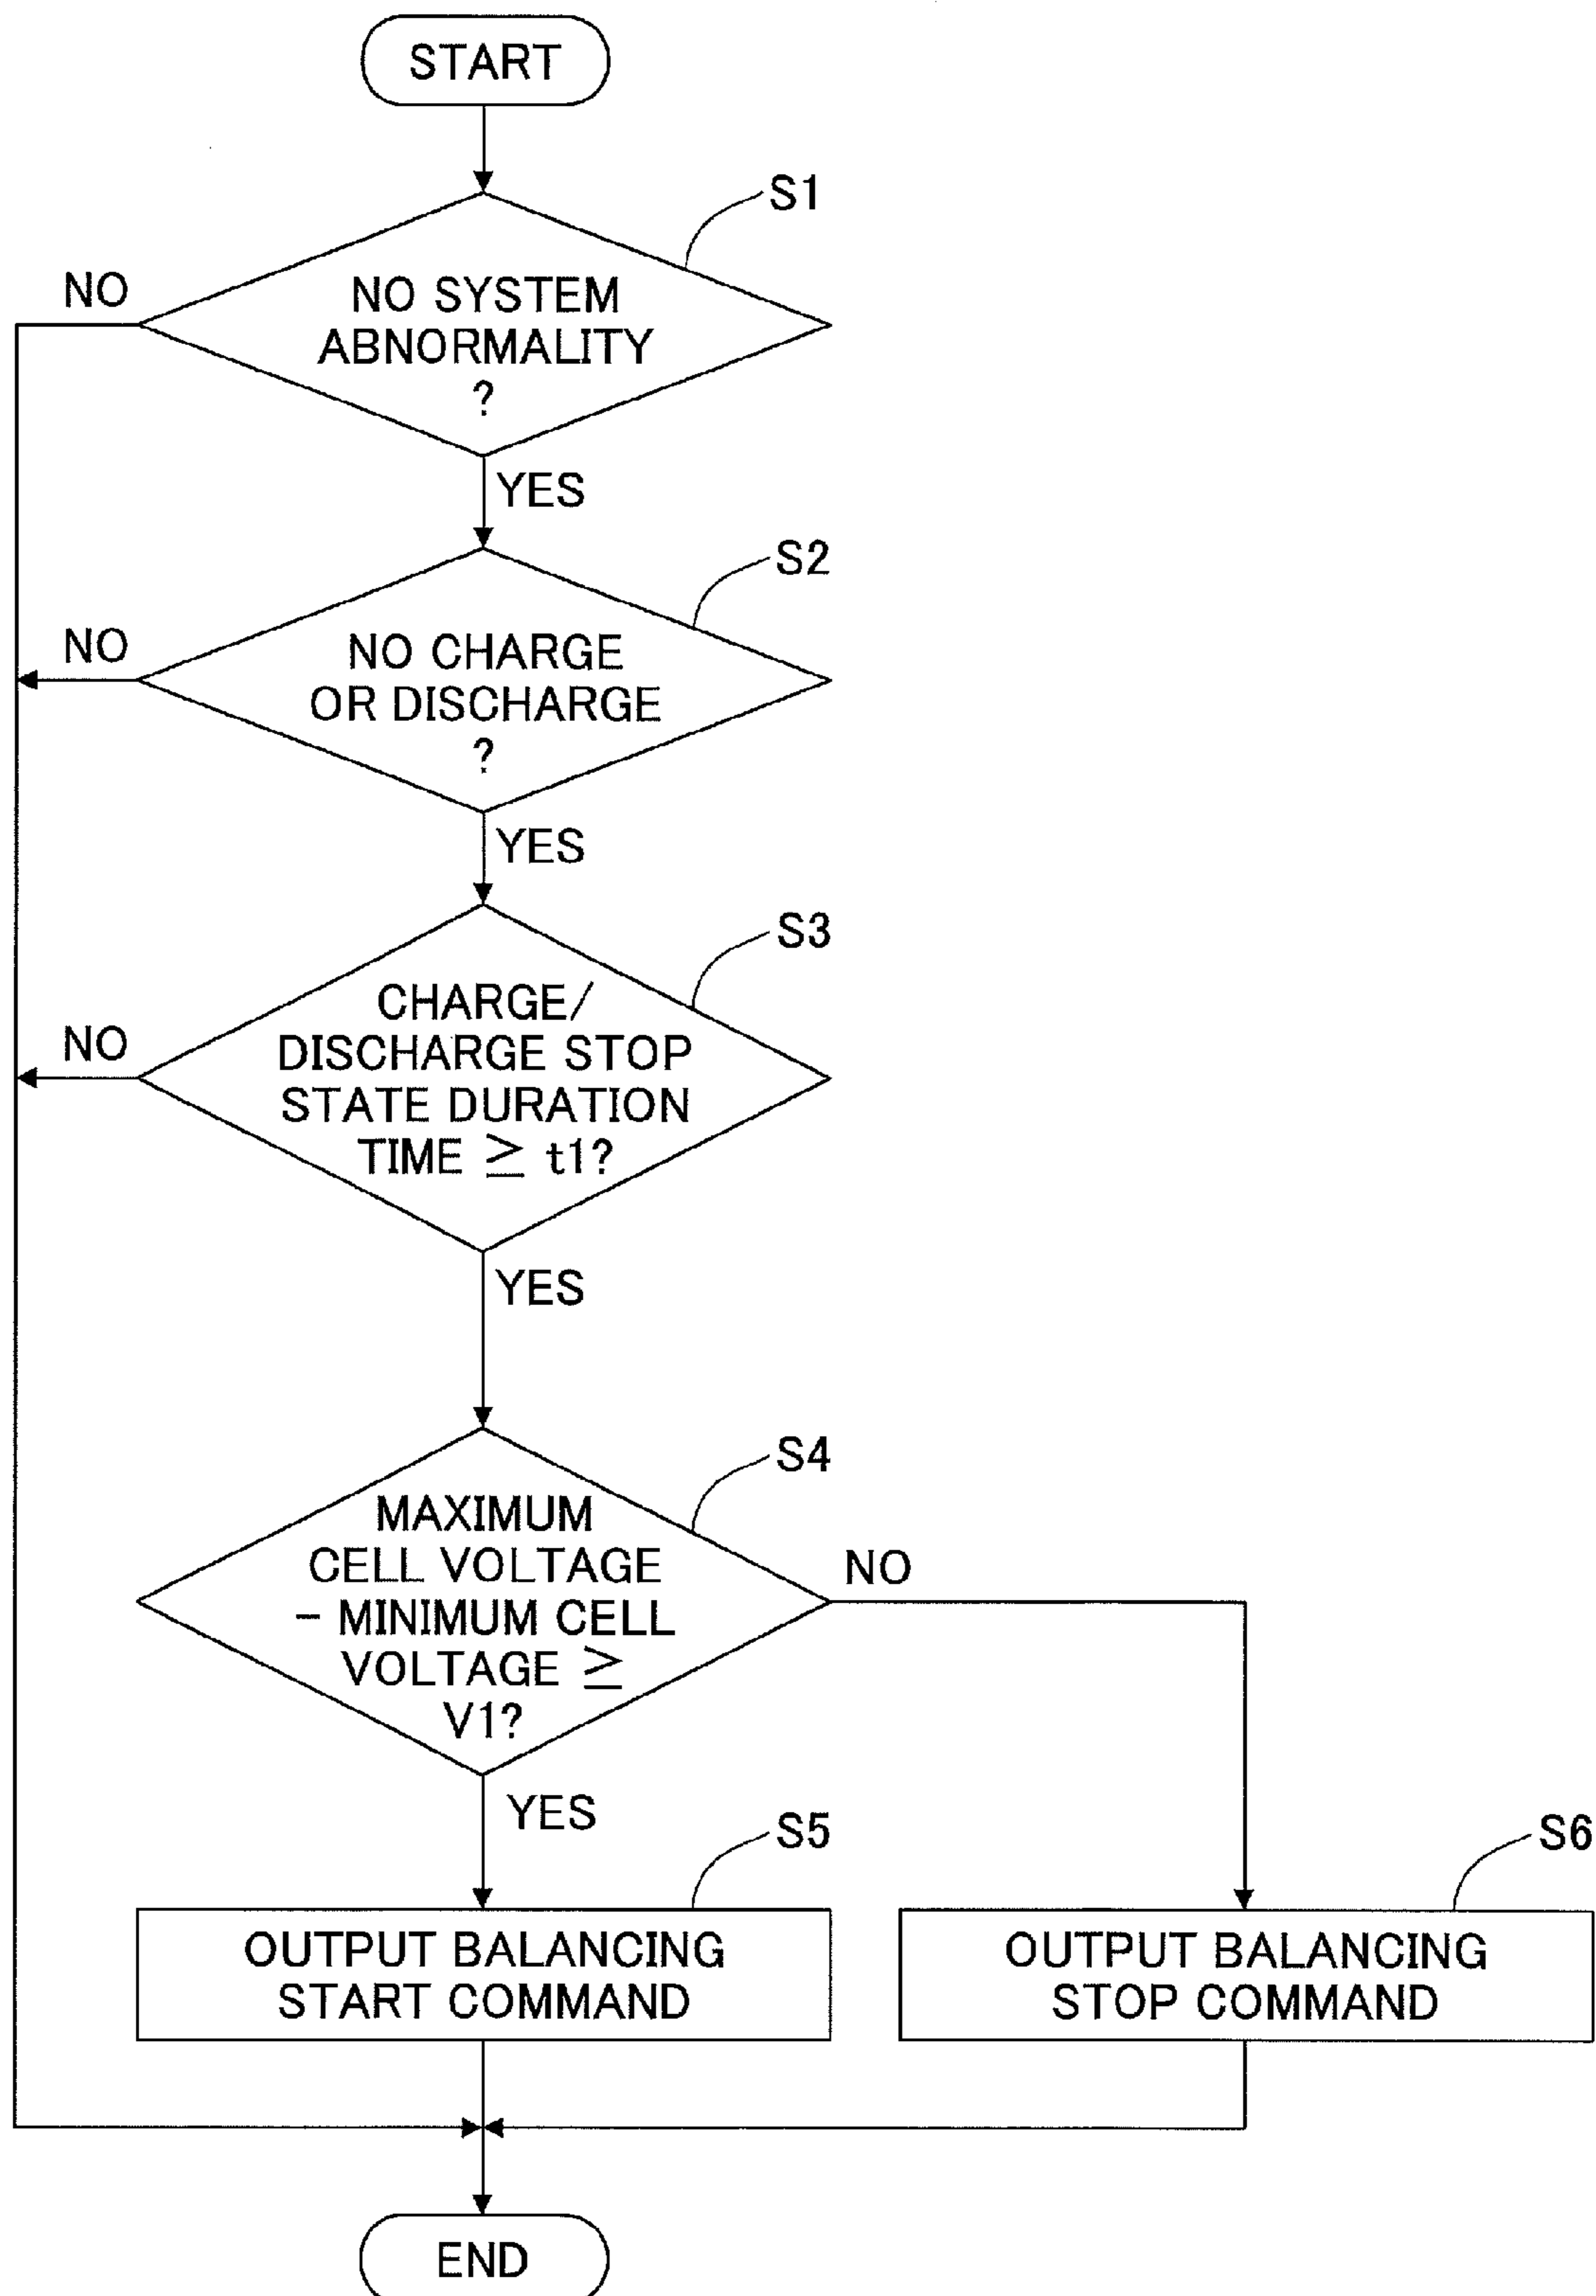 START
S1
NO
NO SYSTEM
ABNORMALITY
?
YES
S2
NO
NO CHARGE
OR DISCHARGE
?
YES
S3
NO
CHARGE/
DISCHARGE STOP
STATE DURATION
TIME ≥ t1?
YES
S4
MAXIMUM
CELL VOLTAGE
− MINIMUM CELL
VOLTAGE ≥
V1?
NO
YES
S5
S6
OUTPUT BALANCING
START COMMAND
OUTPUT BALANCING
STOP COMMAND
END